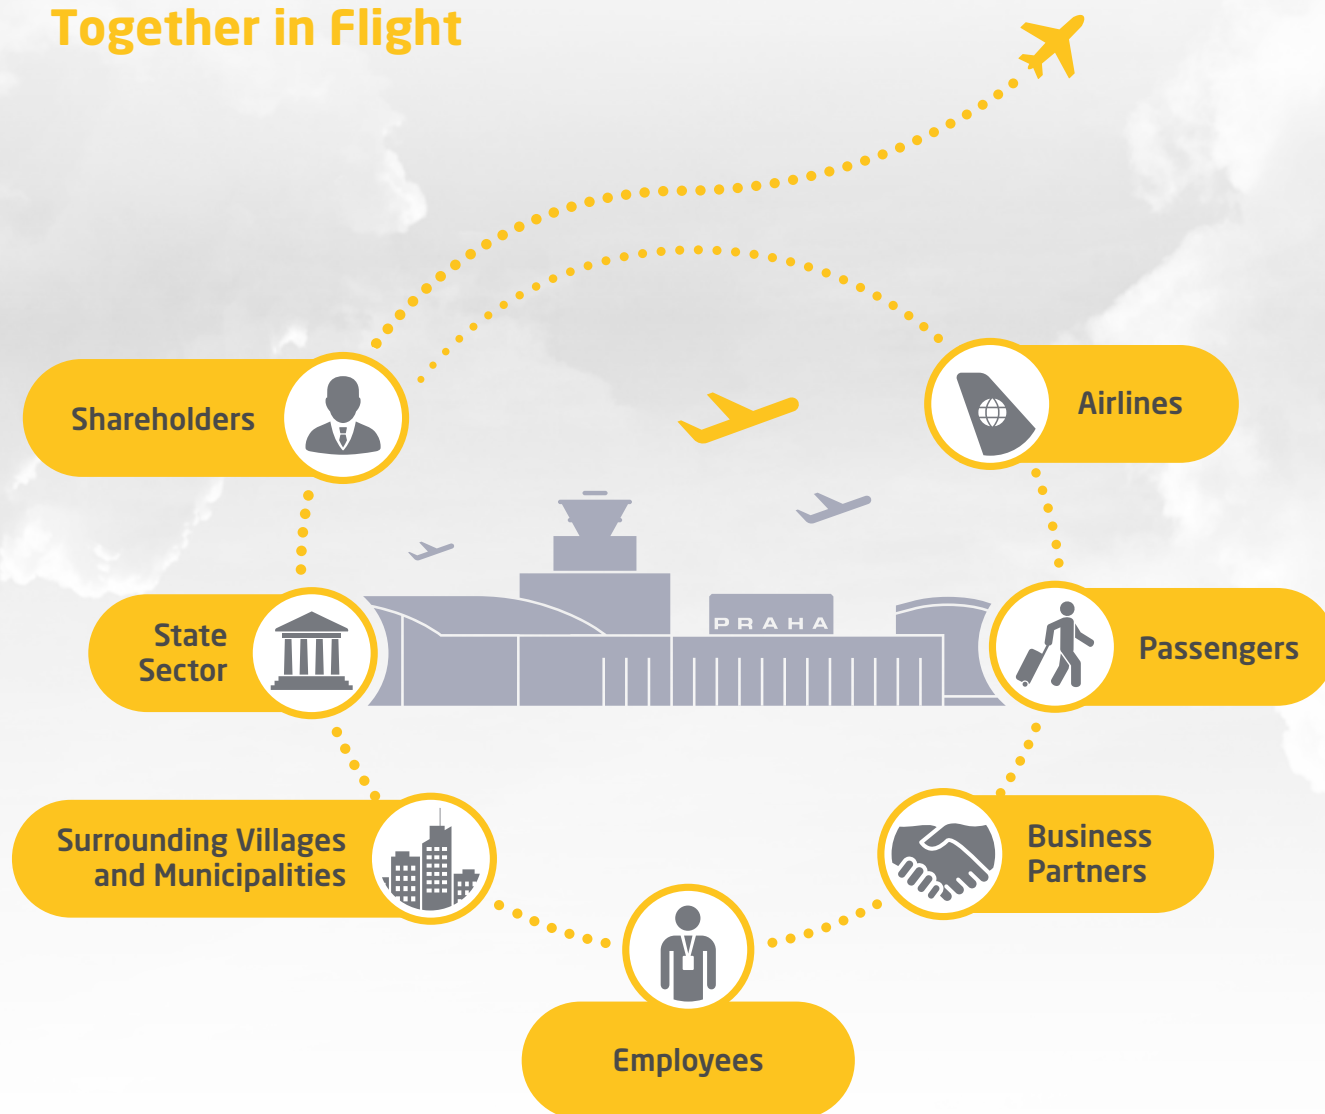 Together in Flight
Shareholders
Airlines
PRAHA
State
Sector
Passengers
Surrounding Villages
and Municipalities
Business
Partners
Employees